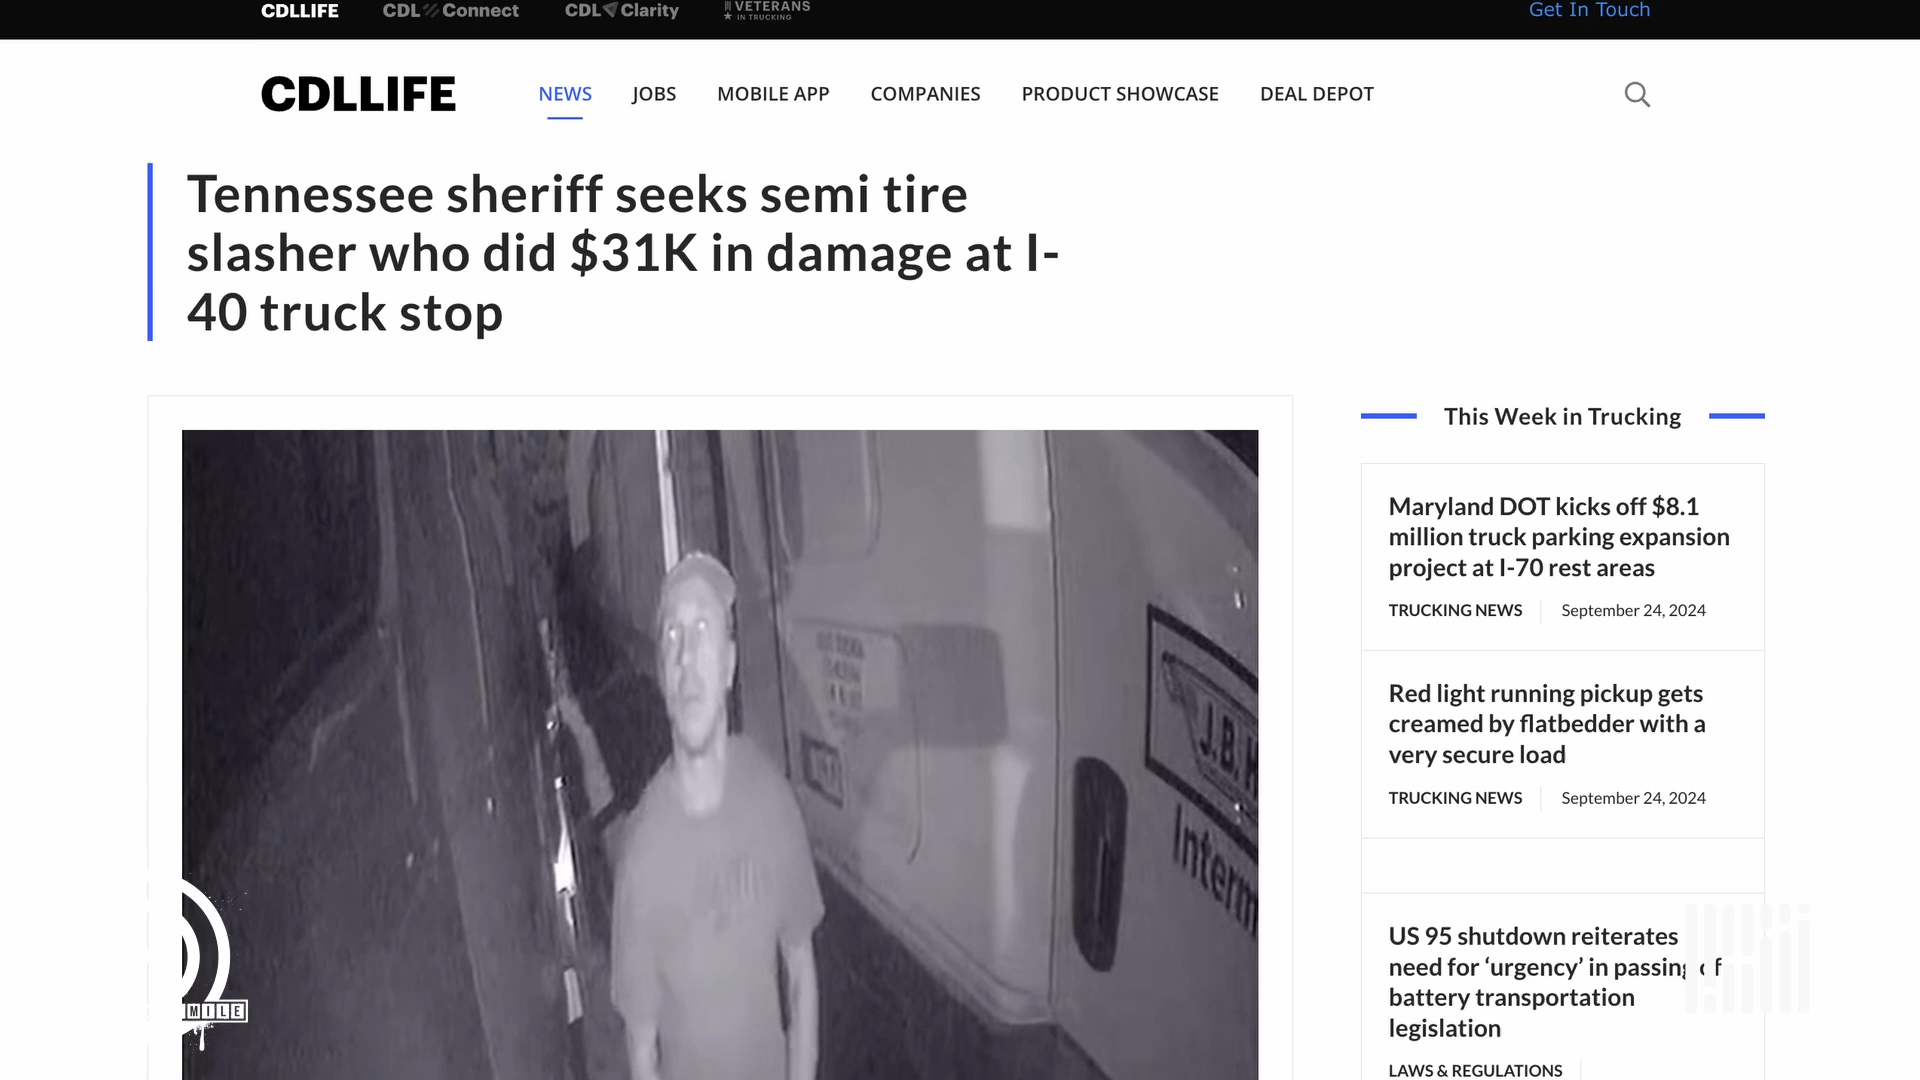 CDLLIFE
CDL Connect
CDL Clarity
VETERANS
IN TRUCKING
Get In Touch
CDLLIFE
NEWS
JOBS
MOBILE APP
COMPANIES
PRODUCT SHOWCASE
DEAL DEPOT
Tennessee sheriff seeks semi tire
slasher who did $31K in damage at I-
40 truck stop
This Week in Trucking
Maryland DOT kicks off $8.1
million truck parking expansion
project at I-70 rest areas
TRUCKING NEWS
September 24, 2024
Red light running pickup gets
creamed by flatbedder with a
very secure load
TRUCKING NEWS
September 24, 2024
US 95 shutdown reiterates
need for ‘urgency’ in passing of
battery transportation
legislation
LAWS & REGULATIONS
J.B. H
Interm
MILE